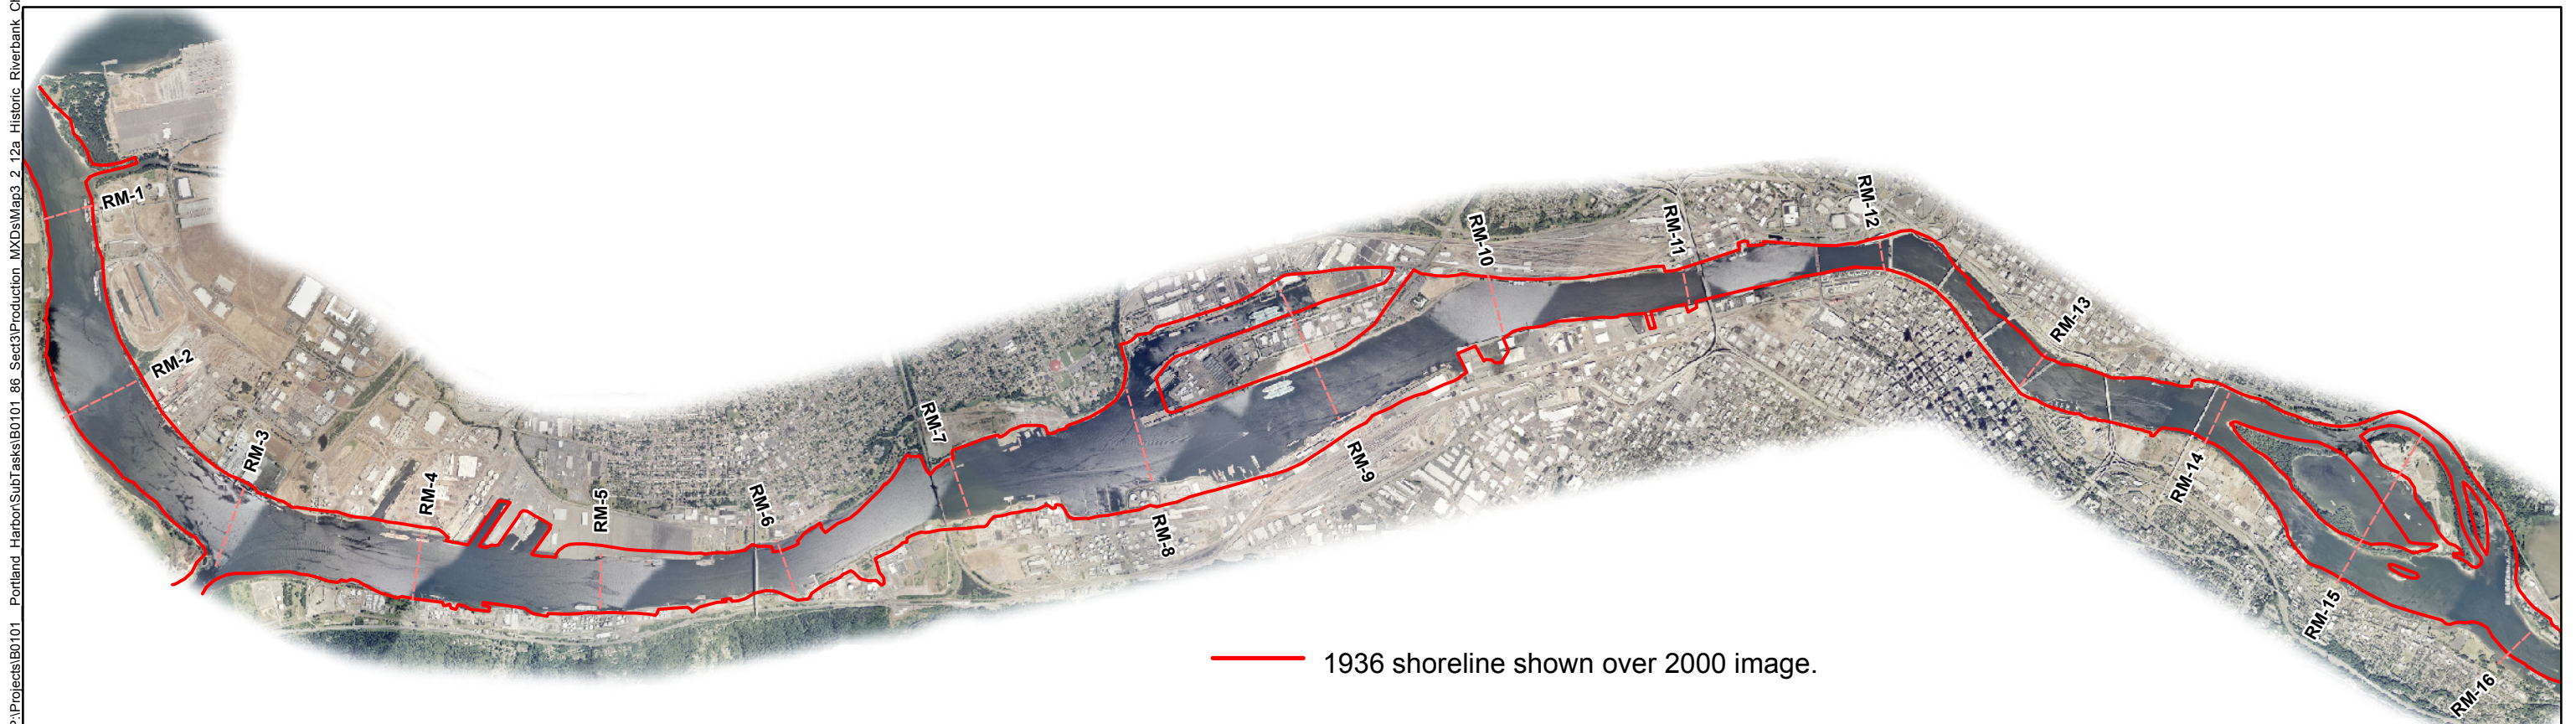 P:\Projects\B0101_Portland_Harbor\SubTasks\B0101_86_Sect3\Production_MXDs\Map3_2_12a_Historic_Riverbank_C
RM-1
RM-2
RM-3
RM-4
RM-5
RM-6
RM-7
RM-8
RM-9
RM-10
RM-11
RM-12
RM-13
RM-14
RM-15
RM-16
1936 shoreline shown over 2000 image.